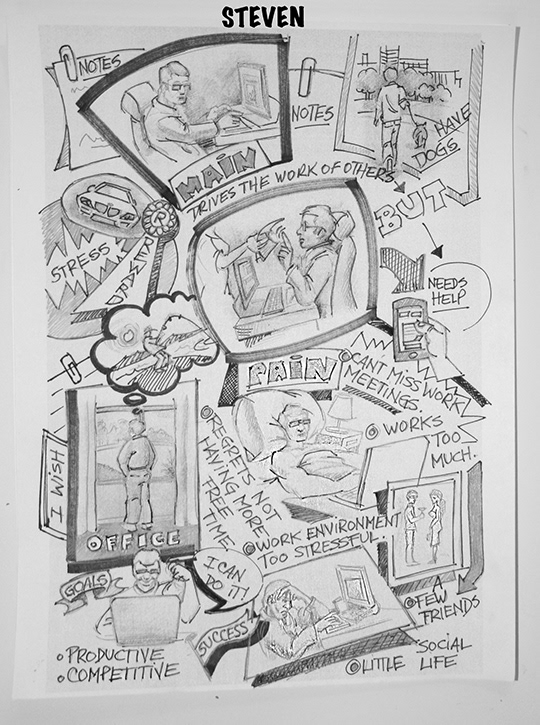 STEVEN
NOTES
NOTES
HAVE
DOGS
MAIN
DRIVES THE WORK OF OTHERS
BUT
STRESS
REWARD
R
NEEDS
HELP
PAIN
CANT MISS WORK
MEETINGS.
WORKS
TOO
MUCH.
I WISH
REGRETS NOT
HAVING MORE
FREE
TIME
OFFICE
WORK ENVIRONMENT
TOO STRESSFUL.
GOALS
I CAN
DO IT!
A
FEW
FRIENDS
SUCCESS
PRODUCTIVE
COMPETITIVE
LITTLE SOCIAL
LIFE